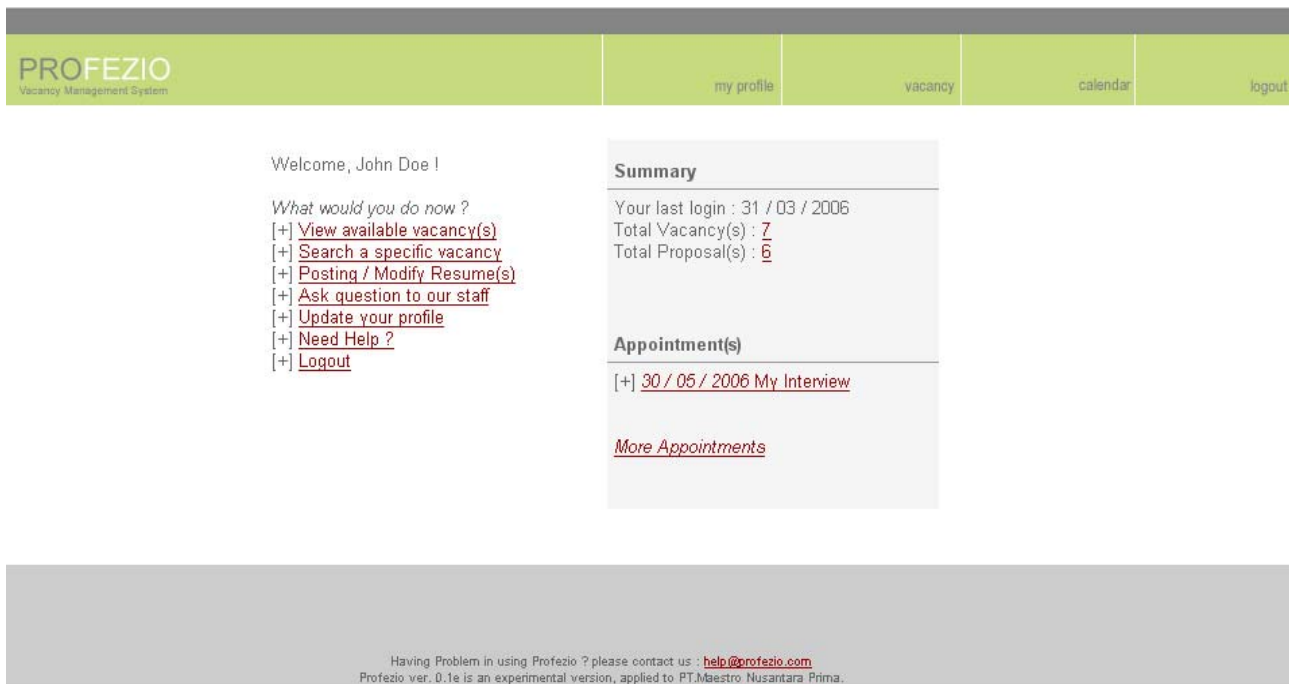 PROFEZIO
Vacancy Management System
my profile
vacancy
calendar
logout
Welcome, John Doe !
What would you do now ?
[+] View available vacancy(s)
[+] Search a specific vacancy
[+] Posting / Modify Resume(s)
[+] Ask question to our staff
[+] Update your profile
[+] Need Help ?
[+] Logout
Summary
Your last login : 31 / 03 / 2006
Total Vacancy(s) : 7
Total Proposal(s) : 6
Appointment(s)
[+] 30 / 05 / 2006 My Interview
More Appointments
Having Problem in using Profezio ? please contact us : help@profezio.com
Profezio ver. 0.1e is an experimental version, applied to PT.Maestro Nusantara Prima.